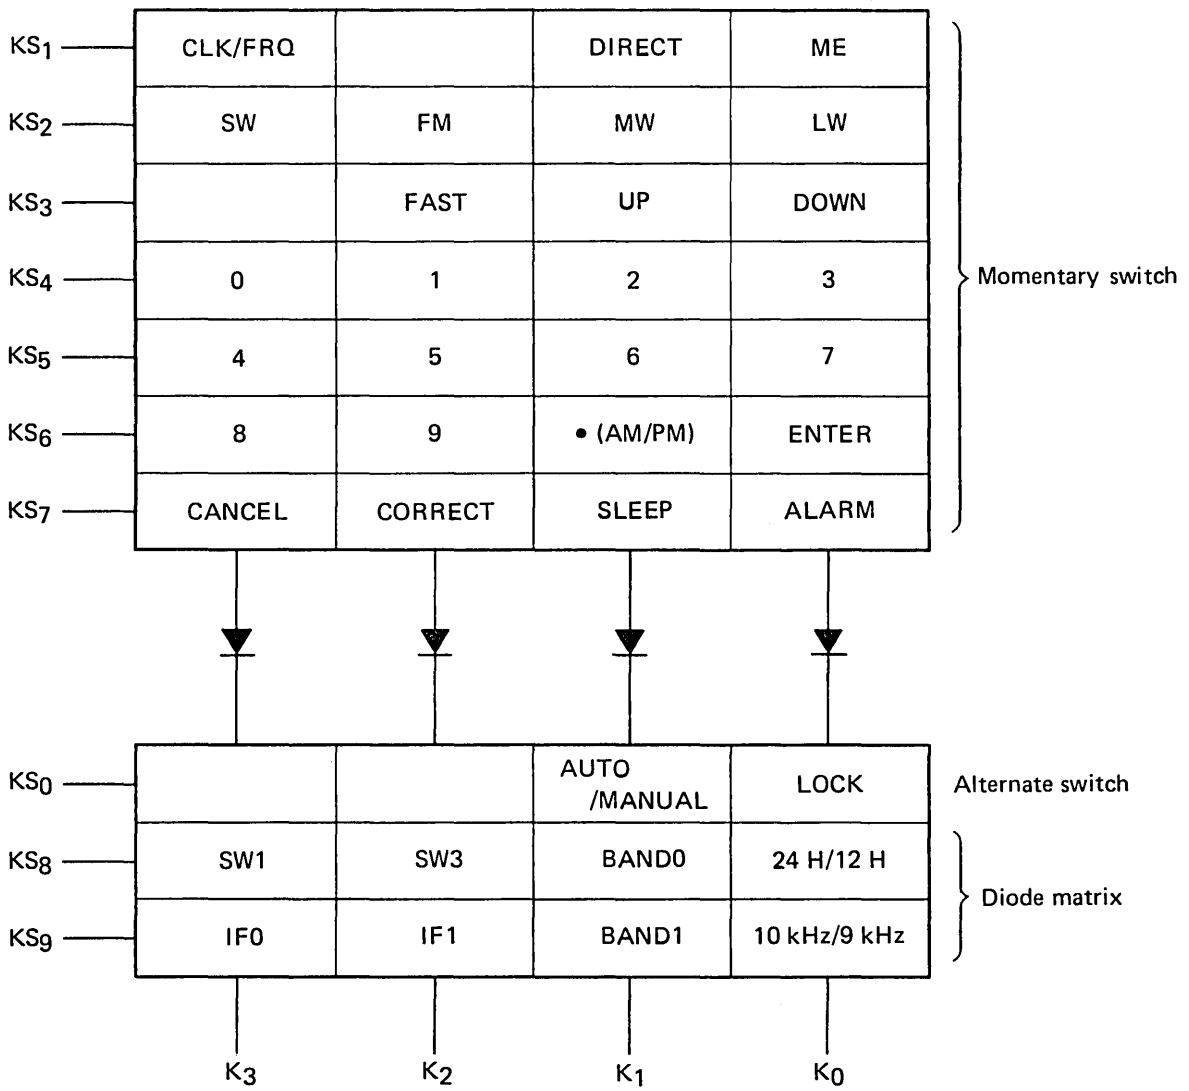 KS1 CLK/FRQ DIRECT ME
KS2 SW FM MW LW
KS3 FAST UP DOWN
Momentary switch
KS4 0 1 2 3
KS5 4 5 6 7
KS6 8 9 • (AM/PM) ENTER
KS7 CANCEL CORRECT SLEEP ALARM
KS0 AUTO
/MANUAL LOCK Alternate switch
KS8 SW1 SW3 BAND0 24 H/12 H
Diode matrix
KS9 IF0 IF1 BAND1 10 kHz/9 kHz
K3 K2 K1 K0